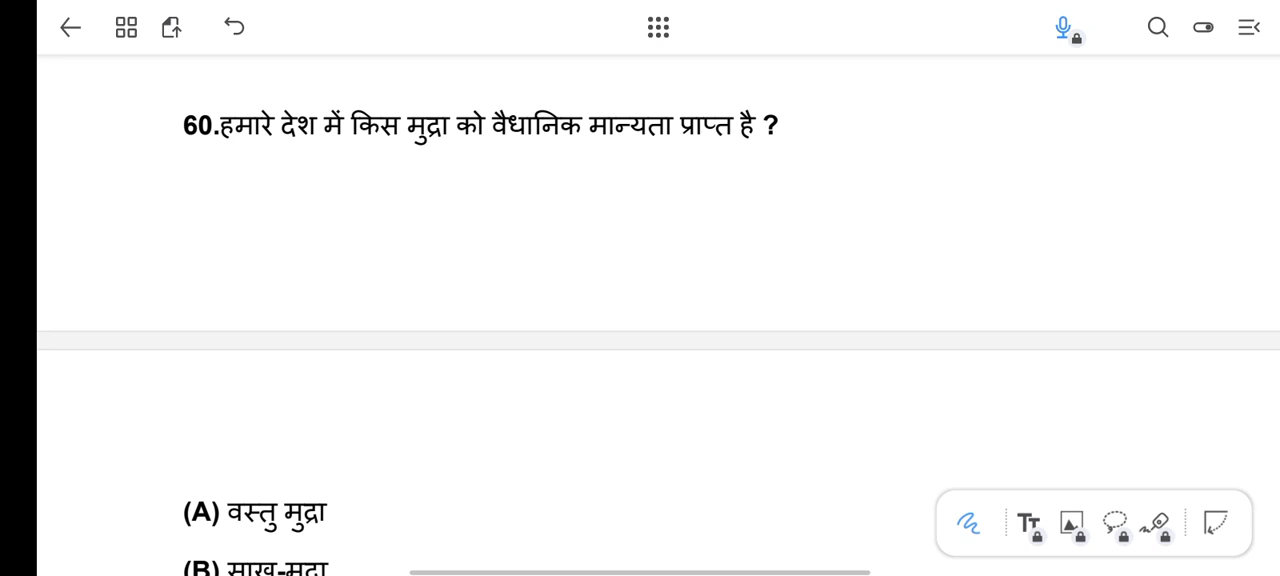 60.हमारे देश में किस मुद्रा को वैधानिक मान्यता प्राप्त है ?
(A) वस्तु मुद्रा
(B) साख-मुद्रा